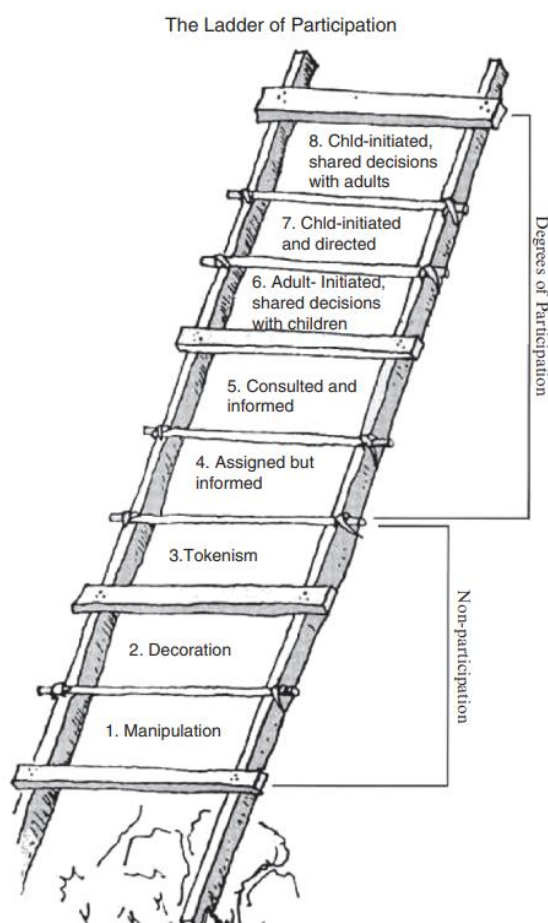 The Ladder of Participation
8. Chld-initiated,
shared decisions
with adults
7. Chld-initiated
and directed
6. Adult- Initiated,
shared decisions
with children
5. Consulted and
informed
4. Assigned but
informed
3.Tokenism
2. Decoration
1. Manipulation
Degrees of Participation
Non-participation